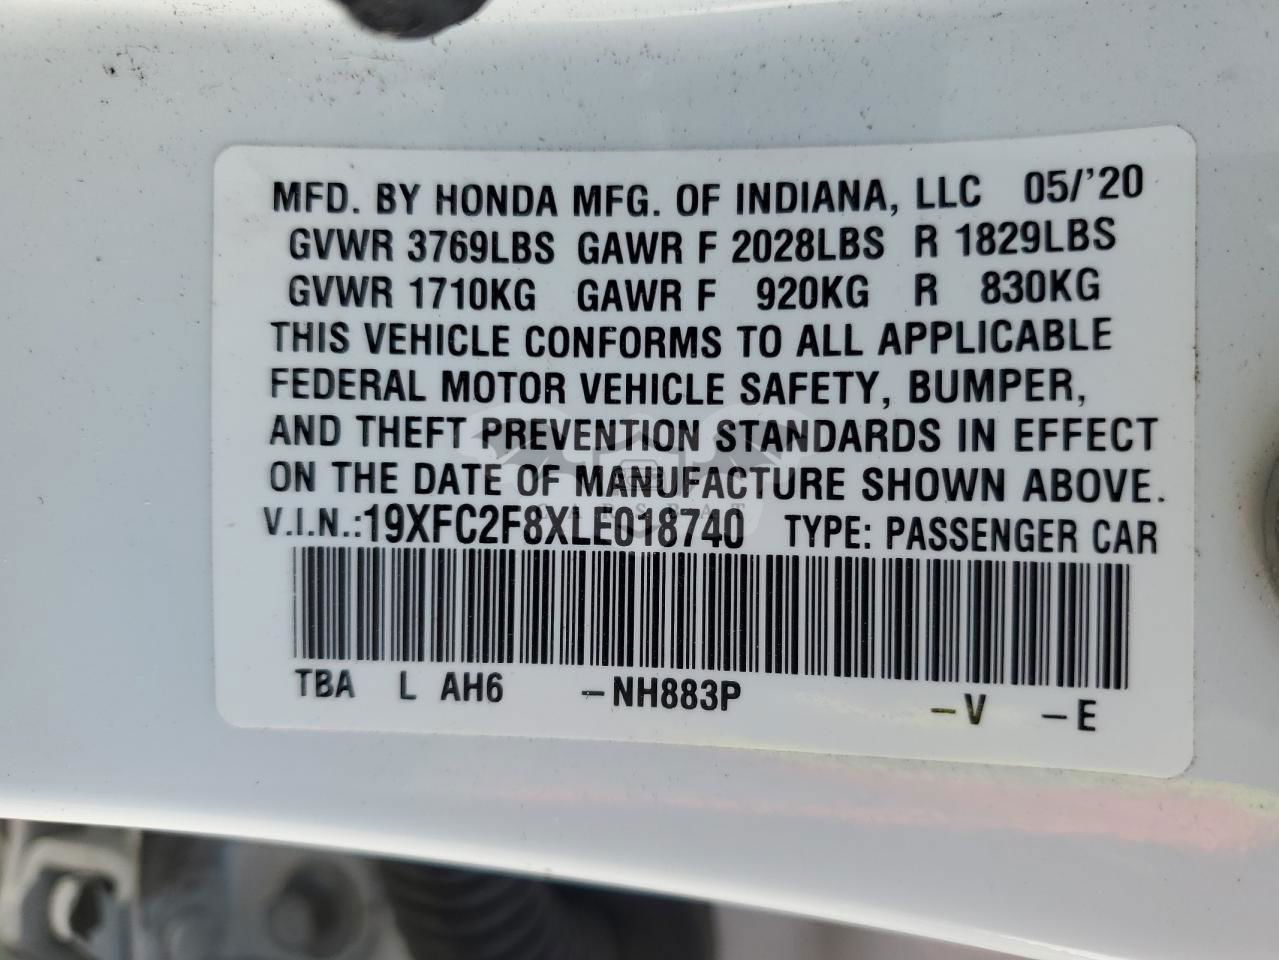 MFD. BY HONDA MFG. OF INDIANA, LLC 05/'20
GVWR 3769LBS GAWR F 2028LBS R 1829LBS
GVWR 1710KG GAWR F 920KG R 830KG
THIS VEHICLE CONFORMS TO ALL APPLICABLE
FEDERAL MOTOR VEHICLE SAFETY, BUMPER,
AND THEFT PREVENTION STANDARDS IN EFFECT
ON THE DATE OF MANUFACTURE SHOWN ABOVE.
CARSBAT
V.I.N.:19XFC2F8XLE018740 TYPE: PASSENGER CAR
TBA L AH6 –NH883P –V –E